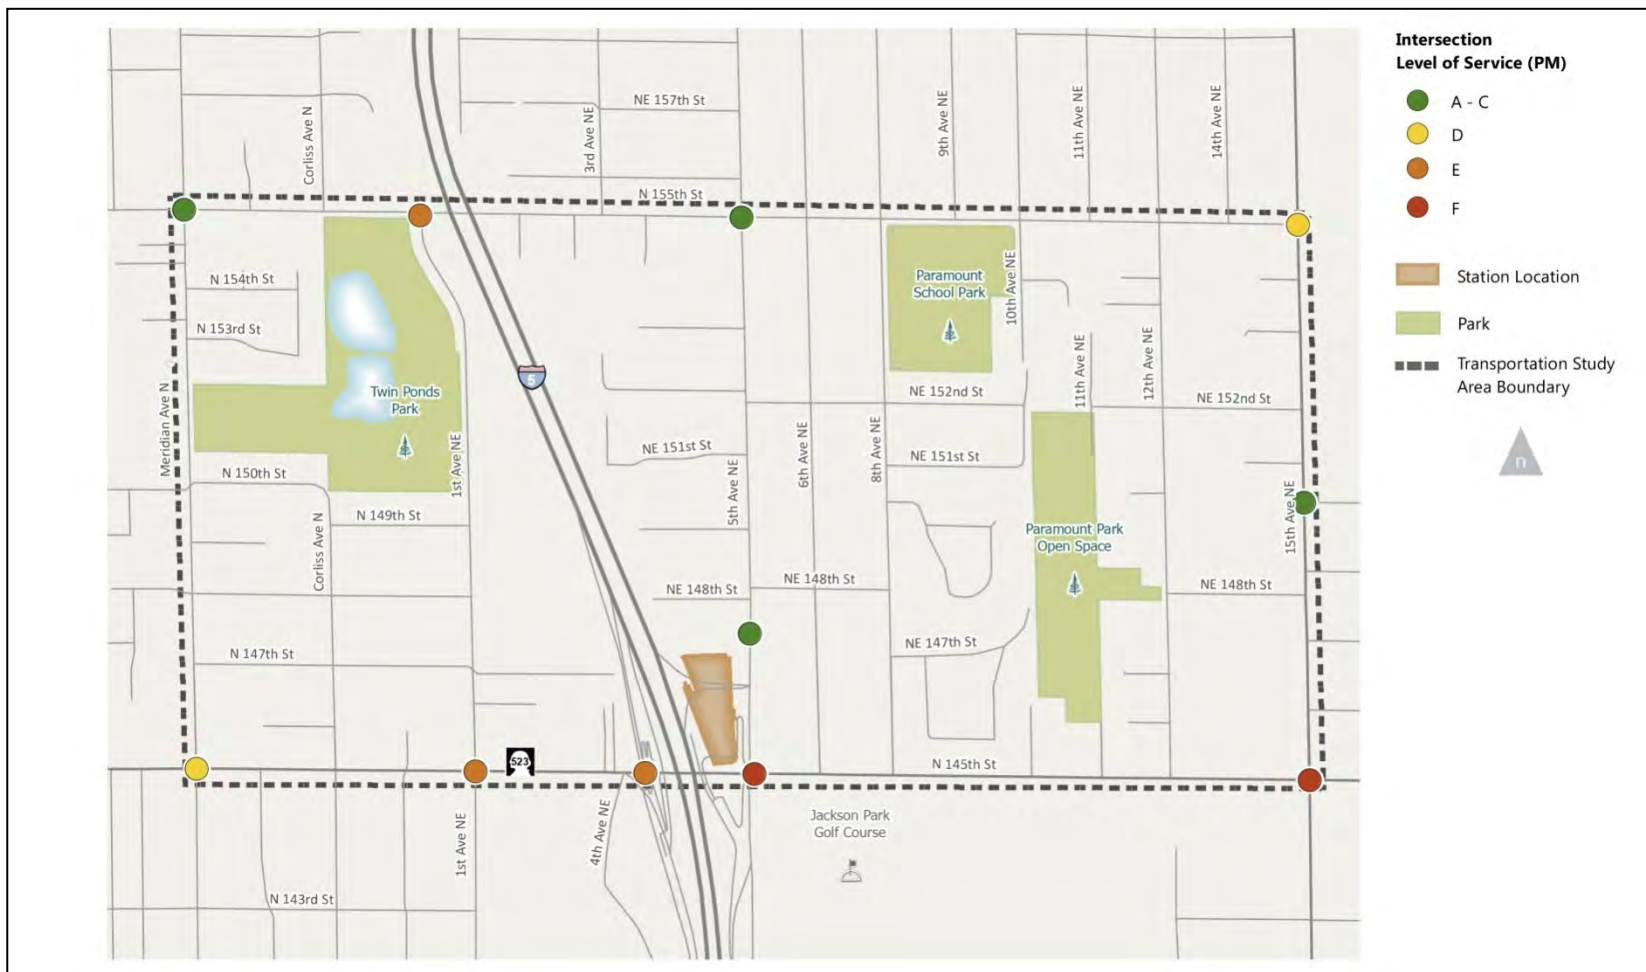 Intersection
Level of Service (PM)
A - C
D
E
F
Station Location
Park
Transportation Study
Area Boundary
n
NE 157th St
Corliss Ave N
3rd Ave NE
9th Ave NE
11th Ave NE
14th Ave NE
N 155th St
N 154th St
N 153rd St
Paramount
School Park
10th Ave NE
5
Twin Ponds
Park
Meridian Ave N
1st Ave NE
11th Ave NE
12th Ave NE
NE 152nd St
NE 152nd St
6th Ave NE
8th Ave NE
NE 151st St
NE 151st St
5th Ave NE
N 150th St
N 149th St
Corliss Ave N
Paramount Park
Open Space
15th Ave NE
NE 148th St
NE 148th St
NE 148th St
N 147th St
NE 147th St
523
N 145th St
Jackson Park
Golf Course
1st Ave NE
4th Ave NE
N 143rd St